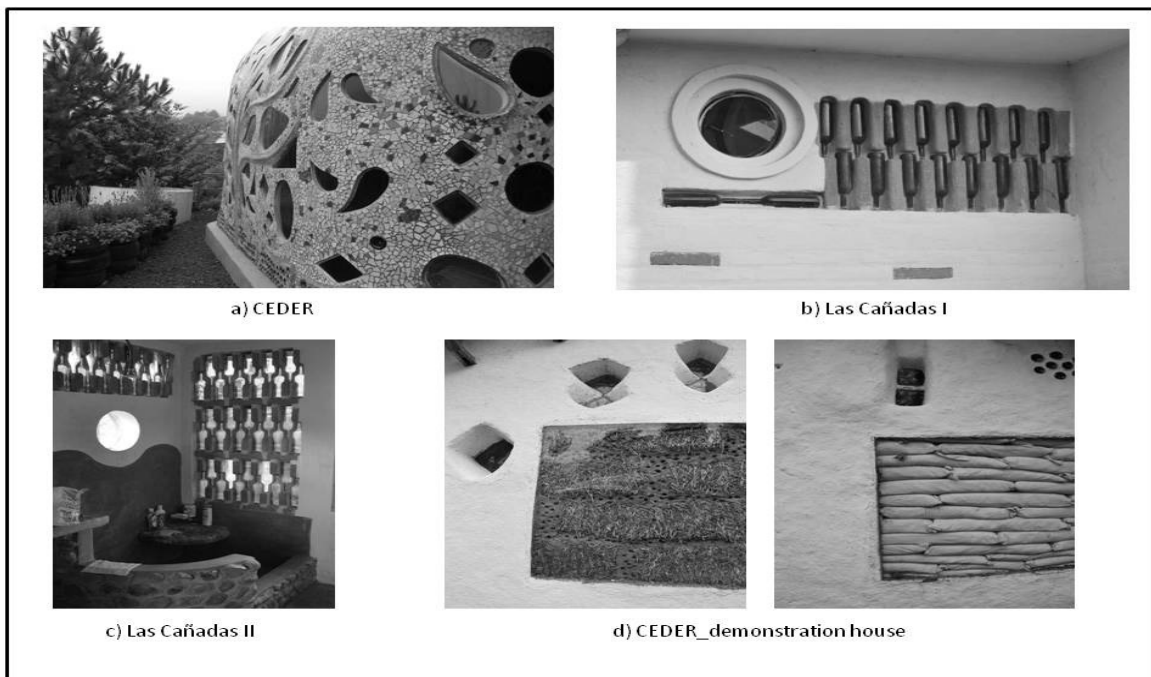 a) CEDER
b) Las Cañadas I
c) Las Cañadas II
d) CEDER_demonstration house